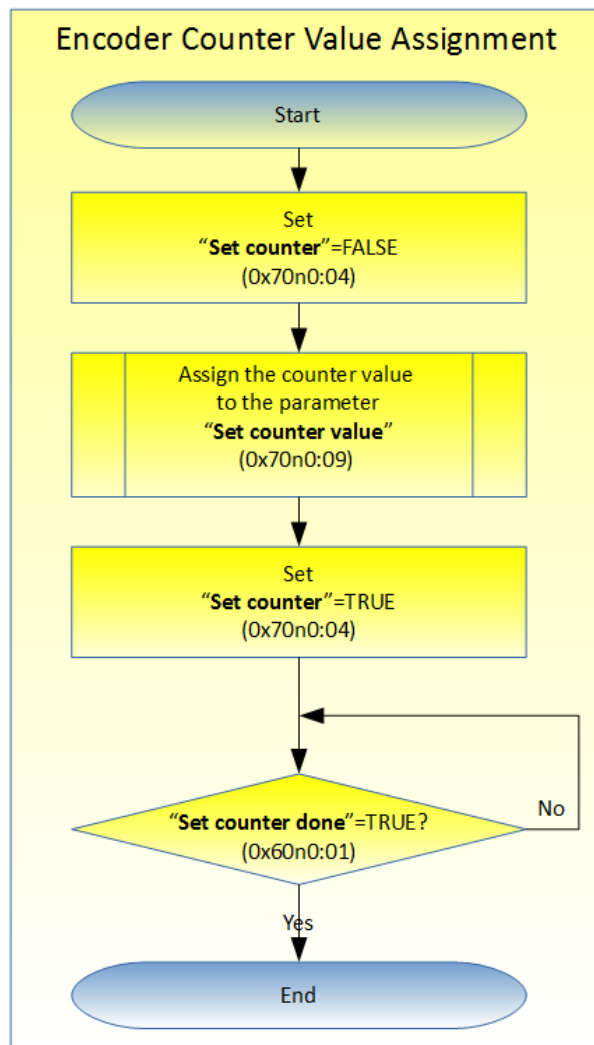 Encoder Counter Value Assignment
Start
Set
“Set counter”=FALSE
(0x70n0:04)
Assign the counter value
to the parameter
“Set counter value”
(0x70n0:09)
Set
“Set counter”=TRUE
(0x70n0:04)
“Set counter done”=TRUE?
(0x60n0:01)
No
Yes
End